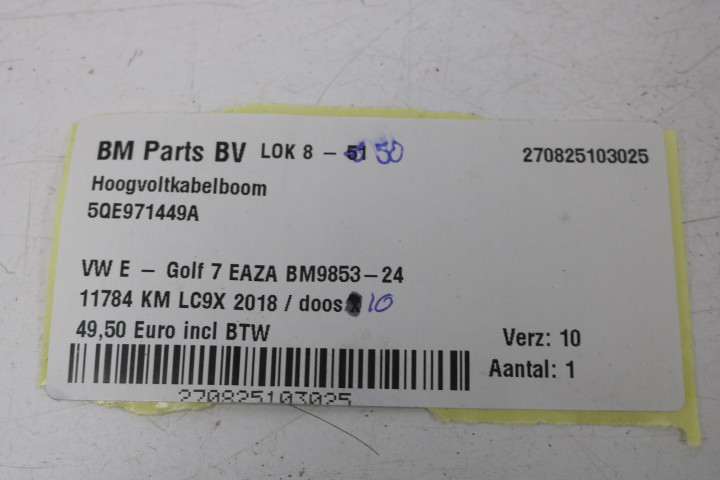 BM Parts BV LOK 8 - 51 50
270825103025
Hoogvoltkabelboom
5QE971449A
VW E - Golf 7 EAZA BM9853-24
11784 KM LC9X 2018 / doos 10
49,50 Euro incl BTW
Verz: 10
Aantal: 1
270825103025